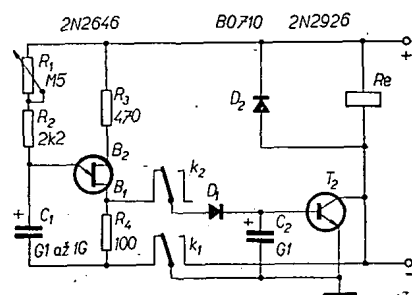 2N2646 B0710 2N2926
+
R1
M5
R3
470
D2
Re
R2
2k2
B2
B1
k2
D1
T2
+ C1
G1 až 1G
R4
100
k1
+ C2
G1
-